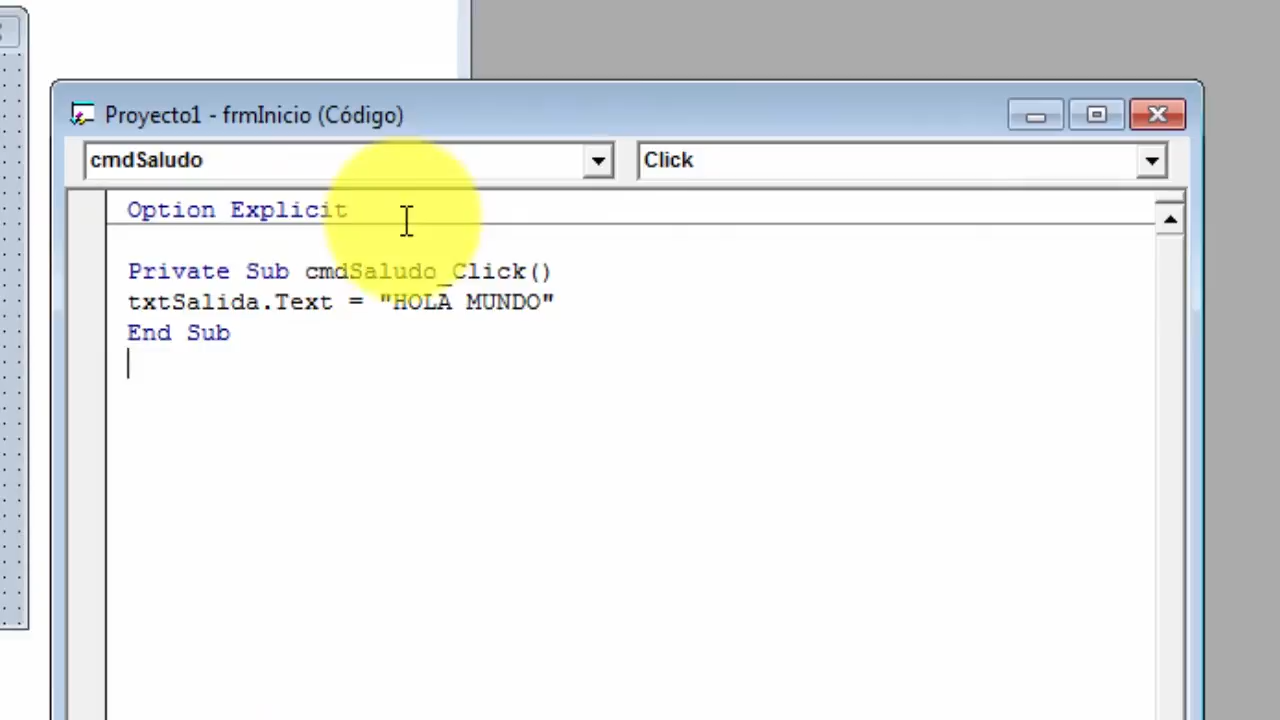 Proyecto1 - frmInicio (Código)
cmdSaludo
Click
Option Explicit
Private Sub cmdSaludo_Click()
txtSalida.Text = "HOLA MUNDO"
End Sub